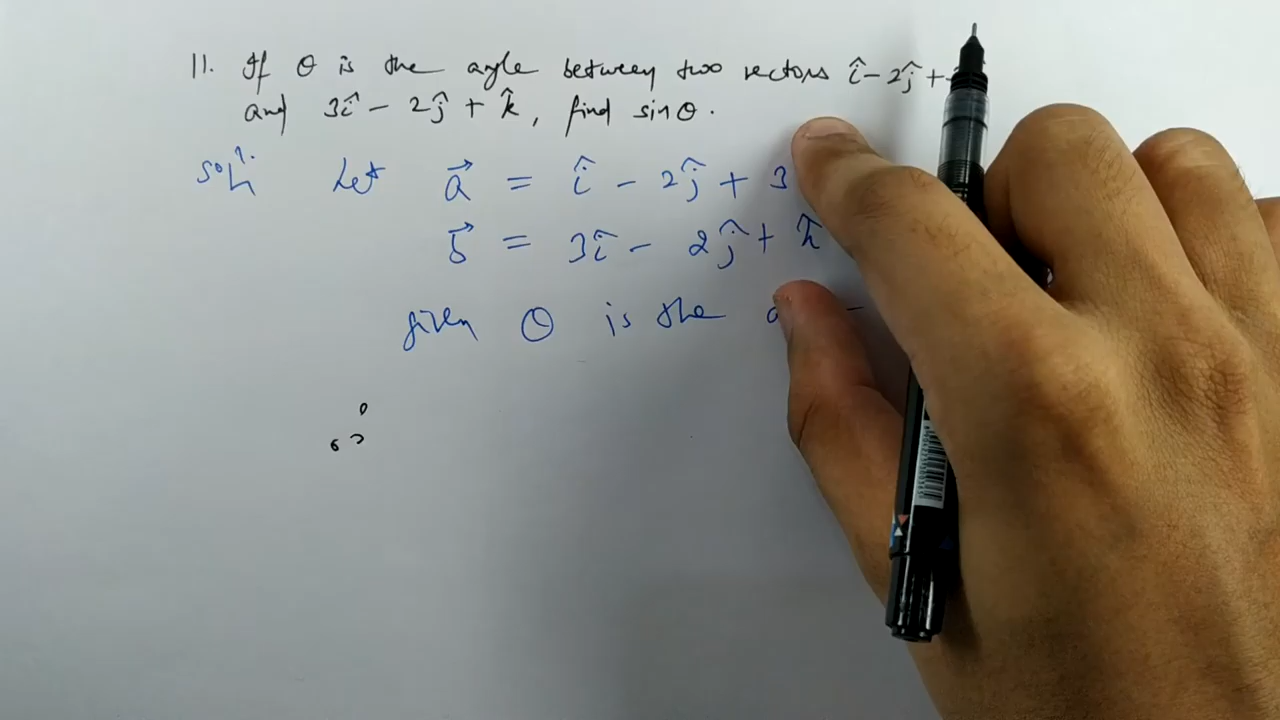 11. If θ is the angle between two vectors î - 2ĵ +
and 3î - 2ĵ + k̂, find sinθ.
Solⁿ. Let a⃗ = î - 2ĵ + 3
b⃗ = 3î - 2ĵ + k̂
given θ is the
∴